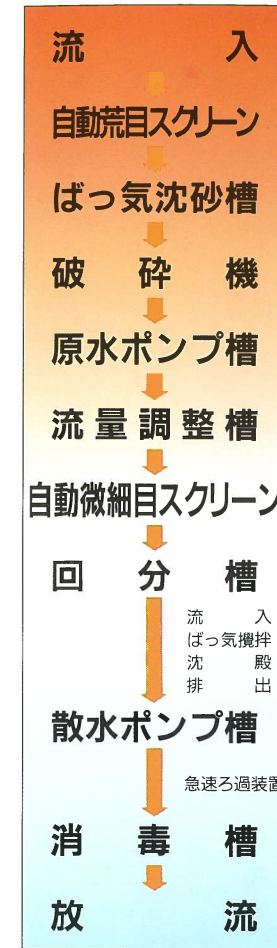 流入
自動荒目スクリーン
ばっ気沈砂槽
破砕機
原水ポンプ槽
流量調整槽
自動微細目スクリーン
回分槽
流入
ばっ気攪拌
沈殿
排出
散水ポンプ槽
急速ろ過装置
消毒槽
放流